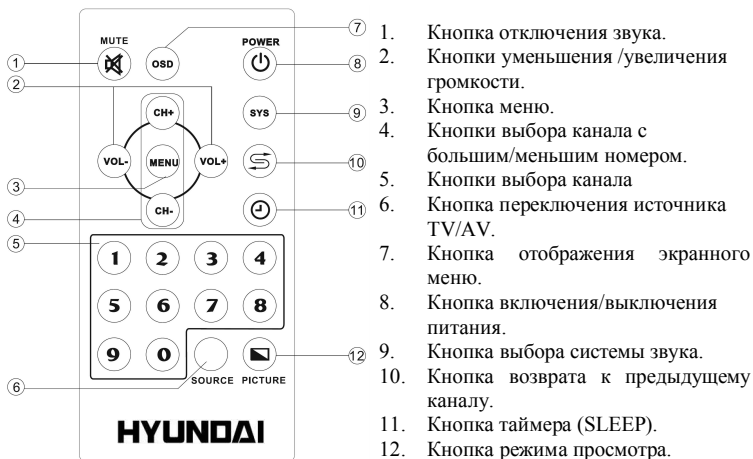 MUTE
OSD
POWER
CH+
SYS
VOL-
MENU
VOL+
CH-
1 2 3 4
5 6 7 8
9 0
SOURCE PICTURE
HYUNDAI
1
2
3
4
5
6
7
8
9
10
11
12
1. Кнопка отключения звука.
2. Кнопки уменьшения /увеличения
громкости.
3. Кнопка меню.
4. Кнопки выбора канала с
большим/меньшим номером.
5. Кнопки выбора канала
6. Кнопка переключения источника
TV/AV.
7. Кнопка отображения экранного
меню.
8. Кнопка включения/выключения
питания.
9. Кнопка выбора системы звука.
10. Кнопка возврата к предыдущему
каналу.
11. Кнопка таймера (SLEEP).
12. Кнопка режима просмотра.